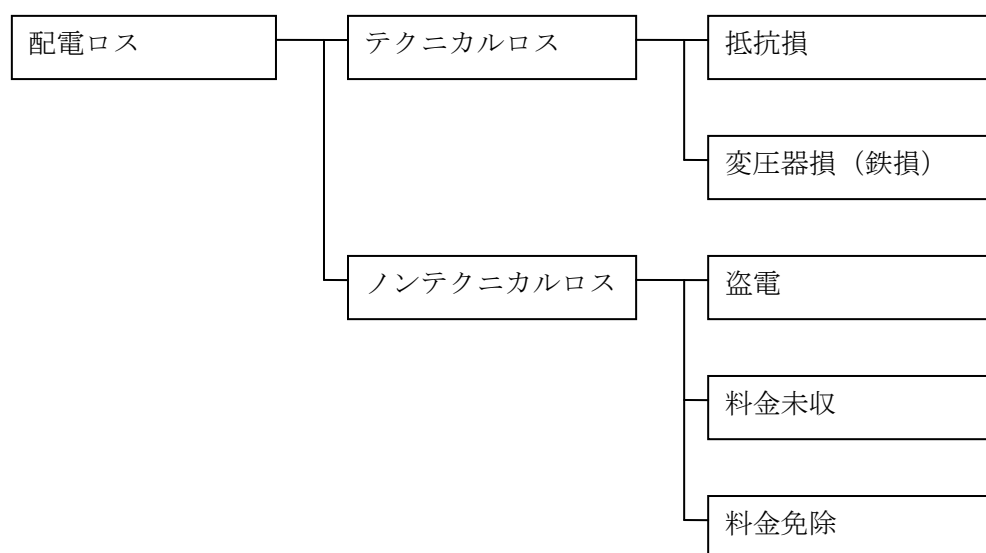 配電ロス
テクニカルロス
抵抗損
変圧器損（鉄損）
ノンテクニカルロス
盗電
料金未収
料金免除